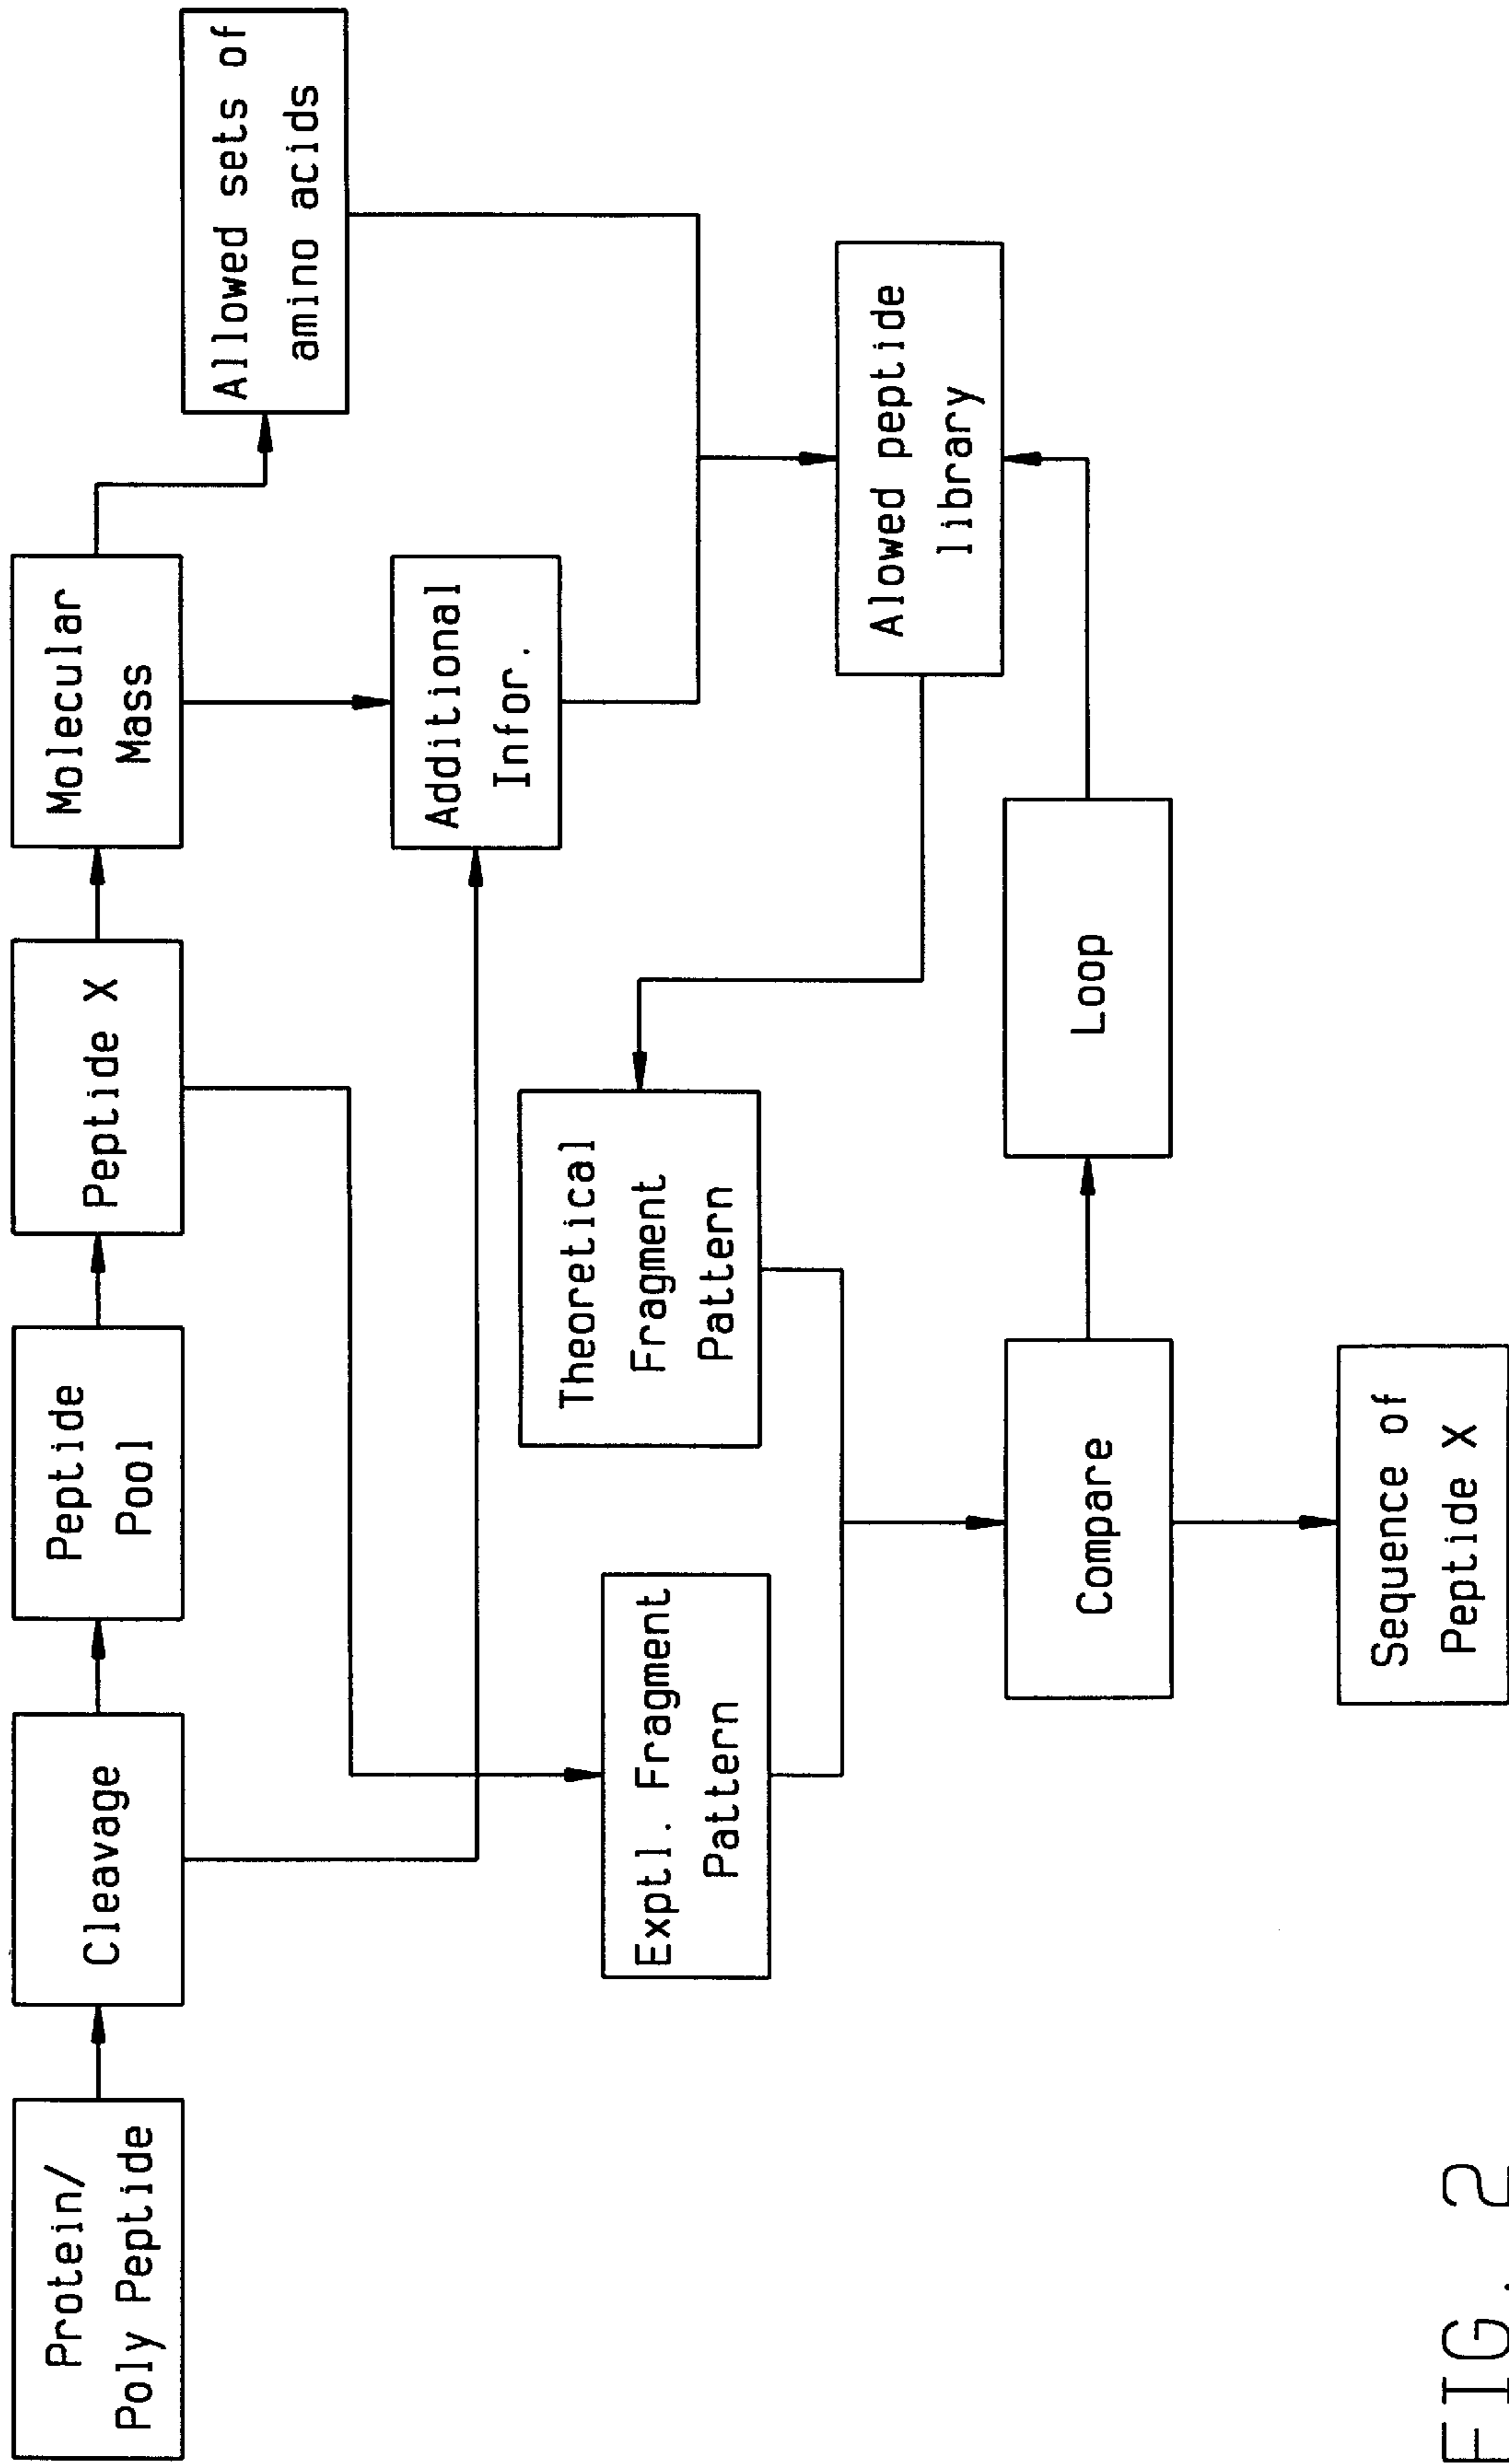 Protein/
Poly Peptide
Cleavage
Peptide
Pool
Peptide X
Molecular
Mass
Allowed sets of
amino acids
Additional
Infor.
Exptl. Fragment
Pattern
Theoretical
Fragment
Pattern
Allowed peptide
library
Compare
Loop
Sequence of
Peptide X
FIG. 2